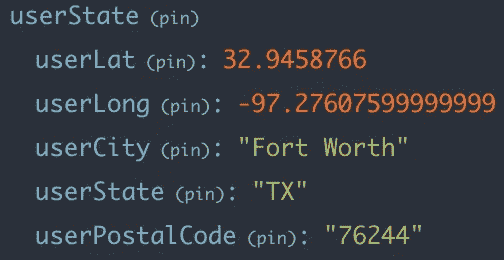 userState (pin)
userLat (pin): 32.9458766
userLong (pin): -97.27607599999999
userCity (pin): "Fort Worth"
userState (pin): "TX"
userPostalCode (pin): "76244"